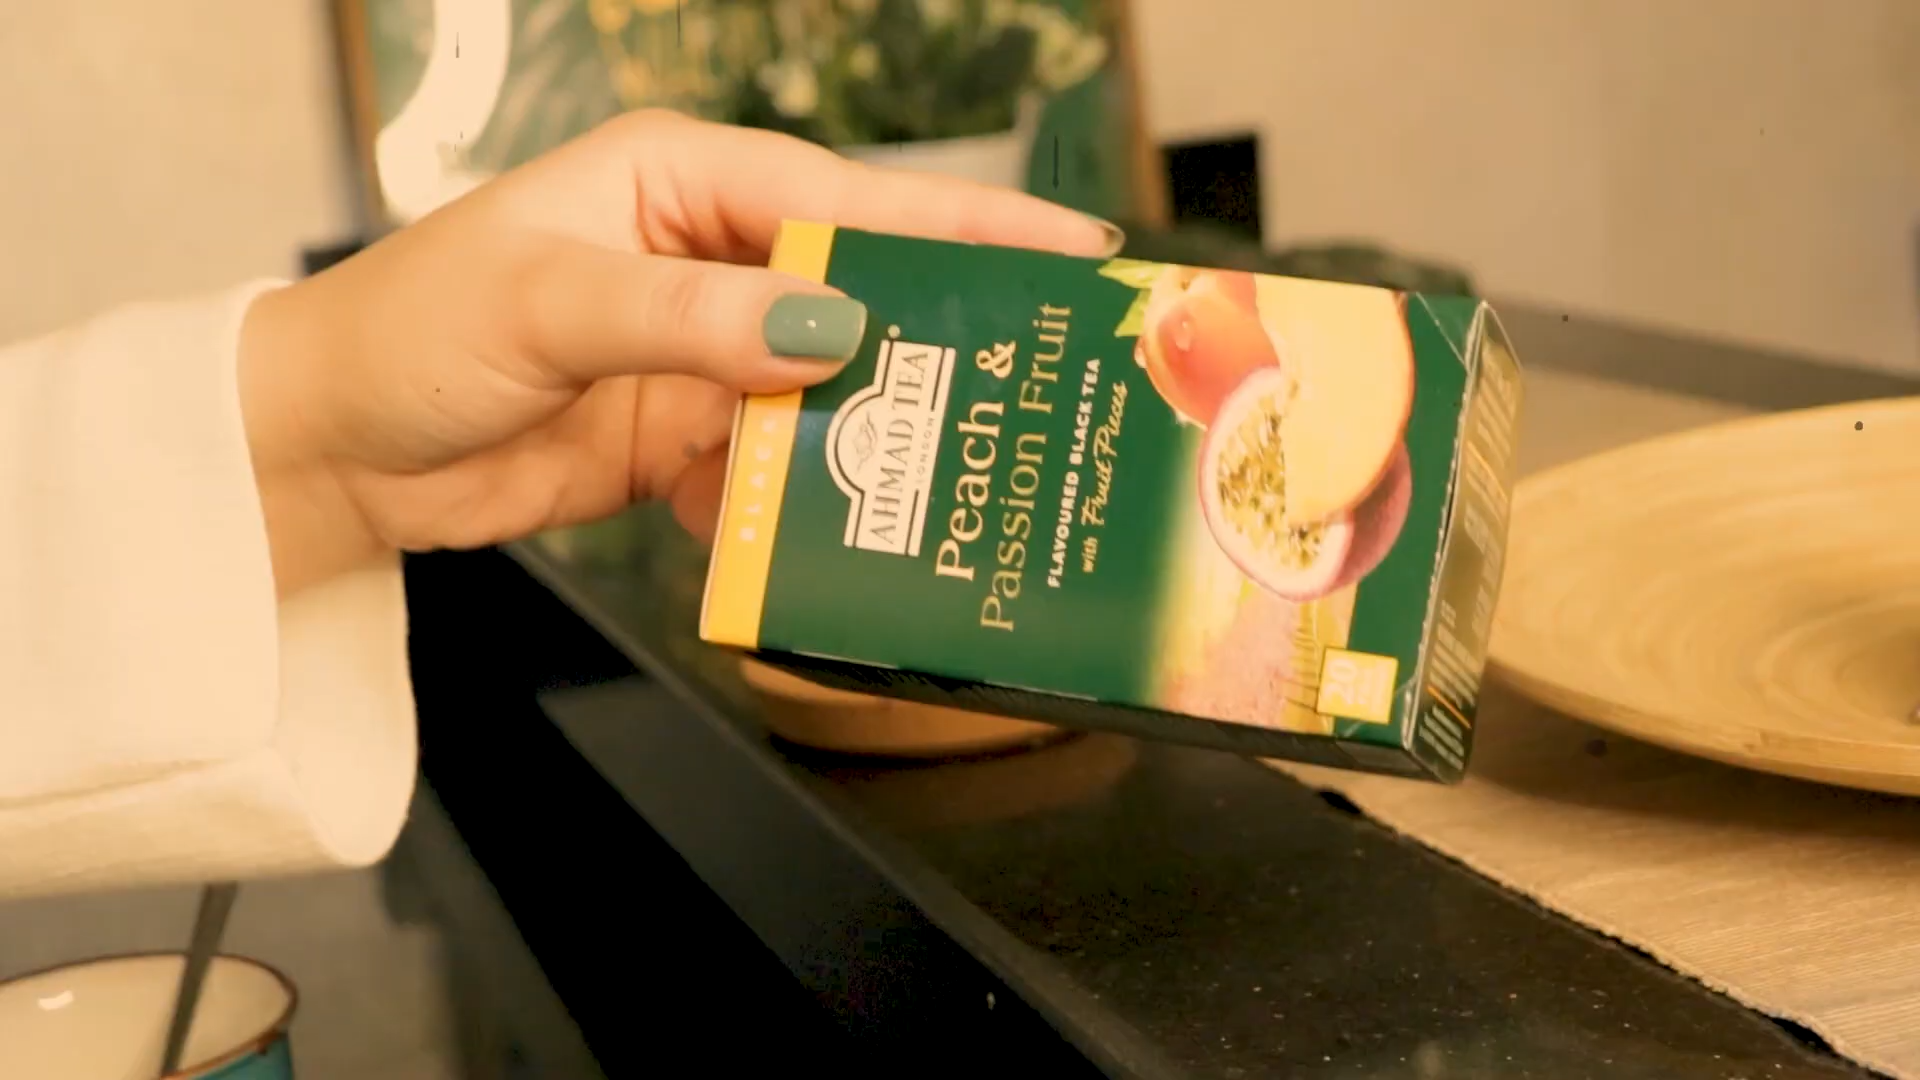 BLACK
AHMAD TEA
LONDON
Peach &
Passion Fruit
FLAVOURED BLACK TEA
with Fruit Pieces
20